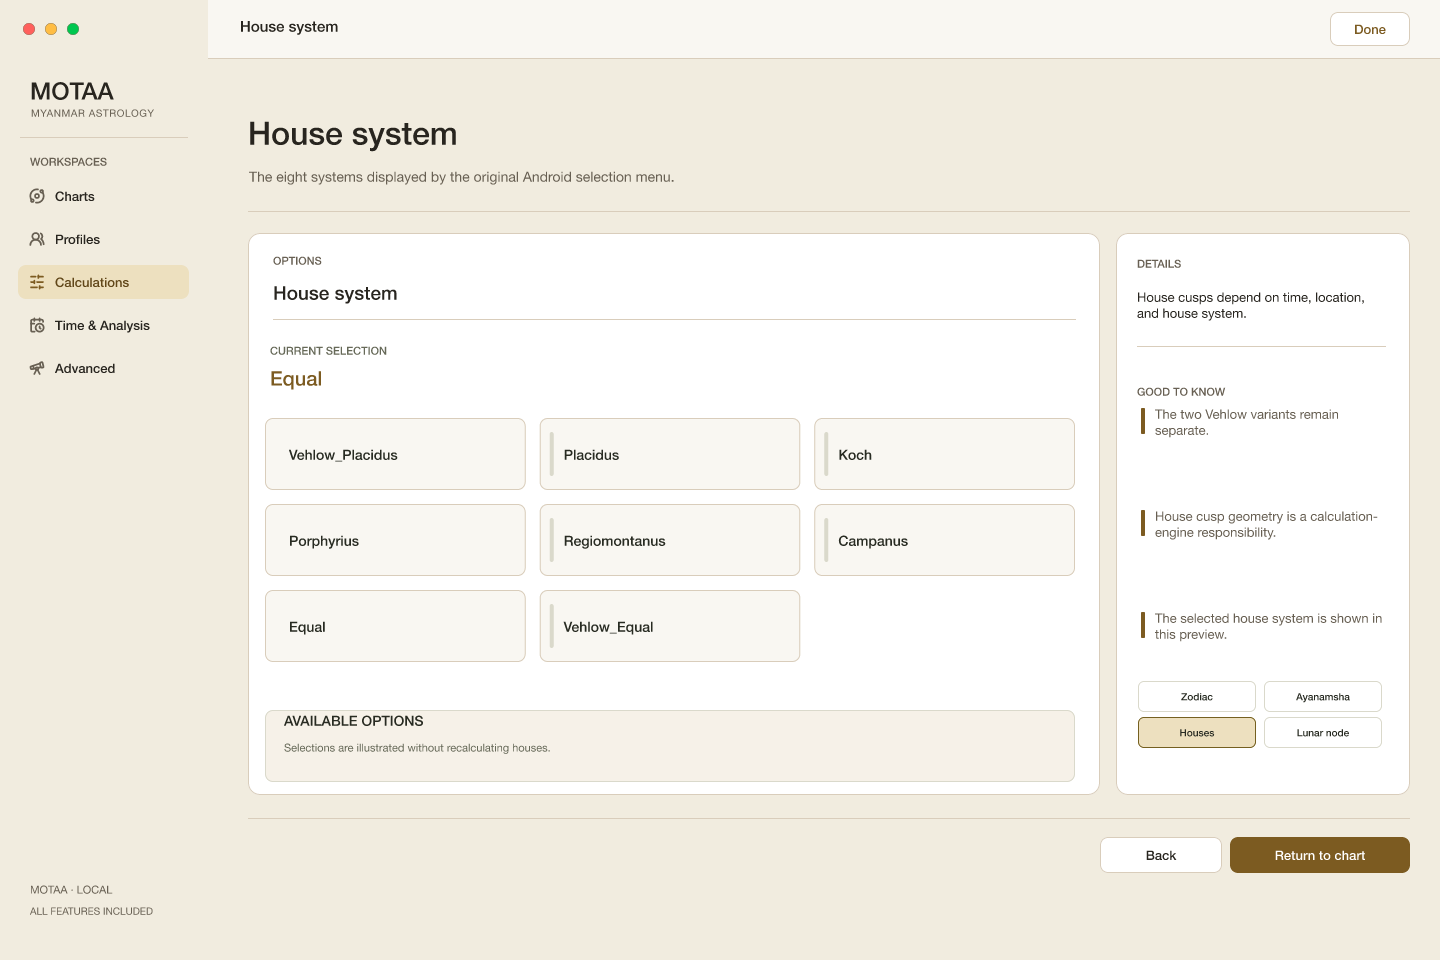 House system
Done
MOTAA
MYANMAR ASTROLOGY
WORKSPACES
Charts
Profiles
Calculations
Time & Analysis
Advanced
MOTAA · LOCAL
ALL FEATURES INCLUDED
House system
The eight systems displayed by the original Android selection menu.
OPTIONS
House system
CURRENT SELECTION
Equal
Vehlow_Placidus
Placidus
Koch
Porphyrius
Regiomontanus
Campanus
Equal
Vehlow_Equal
AVAILABLE OPTIONS
Selections are illustrated without recalculating houses.
DETAILS
House cusps depend on time, location,
and house system.
GOOD TO KNOW
The two Vehlow variants remain
separate.
House cusp geometry is a calculation-
engine responsibility.
The selected house system is shown in
this preview.
Zodiac
Ayanamsha
Houses
Lunar node
Back
Return to chart